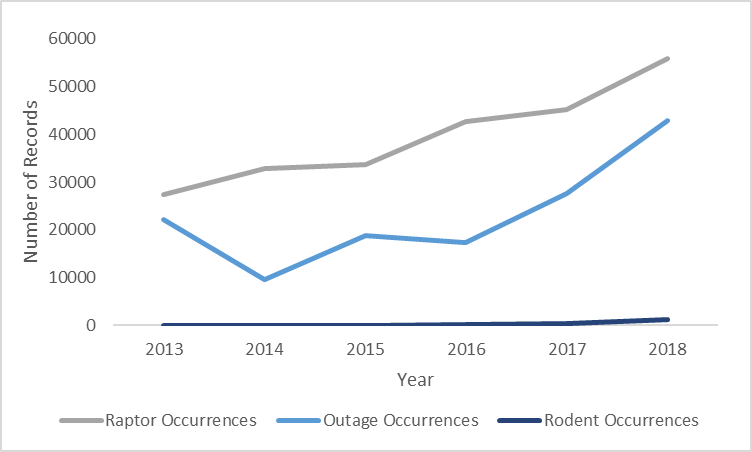 60000
50000
40000
30000
20000
10000
0
Number of Records
2013 2014 2015 2016 2017 2018
Year
Raptor Occurrences Outage Occurrences Rodent Occurrences